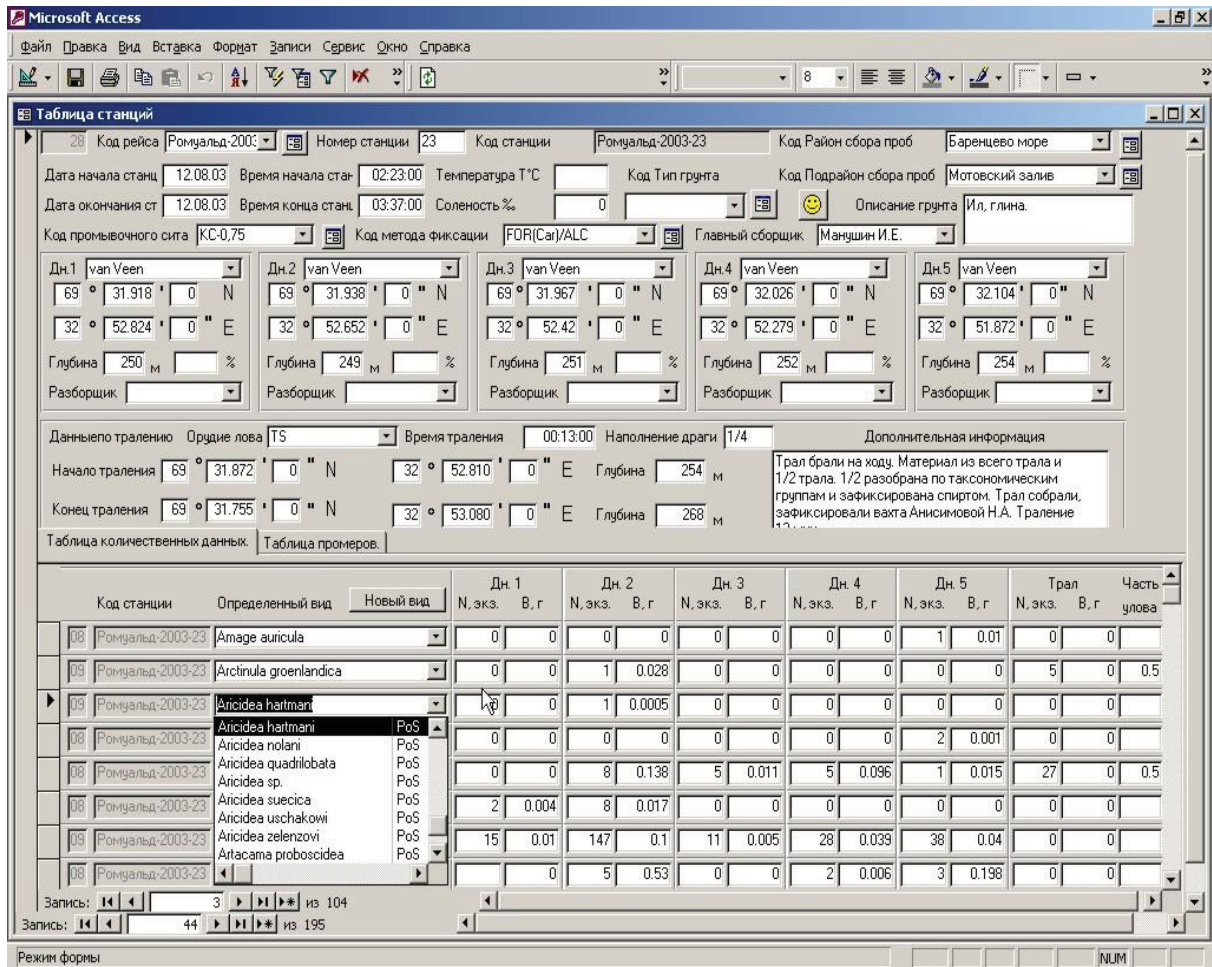 Microsoft Access
Файл Правка Вид Вставка Формат Записи Сервис Окно Справка
8
Таблица станций
28 Код рейса Ромуальд-200 Номер станции 23 Код станции Ромуальд-2003-23 Код Район сбора проб Баренцево море
Дата начала станц 12.08.03 Время начала стан 02:23:00 Температура Т°С Код Тип грунта Код Подрайон сбора проб Мотовский залив
Дата окончания ст 12.08.03 Время конца станц 03:37:00 Соленость ‰ 0 Описание грунта Ил, глина.
Код промывочного сита КС-0,75 Код метода фиксации FOR(Car)/ALC Главный сборщик Манушин И.Е.
Дн.1 van Veen Дн.2 van Veen Дн.3 van Veen Дн.4 van Veen Дн.5 van Veen
69 ° 31.918 ' 0 N 69 ° 31.938 ' 0 " N 69 ° 31.967 ' 0 " N 69 ° 32.026 ' 0 " N 69 ° 32.104 ' 0 " N
32 ° 52.824 ' 0 " E 32 ° 52.652 ' 0 " E 32 ° 52.42 ' 0 " E 32 ° 52.279 ' 0 " E 32 ° 51.872 ' 0 " E
Глубина 250 м % Глубина 249 м % Глубина 251 м % Глубина 252 м % Глубина 254 м %
Разборщик Разборщик Разборщик Разборщик Разборщик
Данныепо тралению Орудие лова TS Время траления 00:13:00 Наполнение драги 1/4 Дополнительная информация
Начало траления 69 ° 31.872 ' 0 " N 32 ° 52.810 ' 0 " E Глубина 254 м
Конец траления 69 ° 31.755 ' 0 " N 32 ° 53.080 ' 0 " E Глубина 268 м
Трал брали на ходу. Материал из всего трала и
1/2 трала. 1/2 разобрана по таксономическим
группам и зафиксирована спиртом. Трал собрали,
зафиксировали вахта Анисимовой Н.А. Траление
Таблица количественных данных. Таблица промеров.
Дн. 1 Дн. 2 Дн. 3 Дн. 4 Дн. 5 Трал Часть
Код станции Определенный вид Новый вид N, экз. В, г N, экз. В, г N, экз. В, г N, экз. В, г N, экз. В, г N, экз. В, г улова
08 Ромуальд-2003-23 Amage auricula 0 0 0 0 0 0 0 0 1 0.01 0 0
09 Ромуальд-2003-23 Arctinula groenlandica 0 0 1 0.028 0 0 0 0 0 0 5 0 0.5
09 Ромуальд-2003-23 Aricidea hartmani 0 1 0.0005 0 0 0 0 0 0 0 0
Aricidea hartmani PoS
08 Ромуальд-2003-23 Aricidea nolani PoS 0 0 0 0 0 0 0 0 2 0.001 0 0
Aricidea quadrilobata PoS
08 Ромуальд-2003-23 Aricidea sp. PoS 0 0 8 0.138 5 0.011 5 0.096 1 0.015 27 0 0.5
Aricidea suecica PoS
08 Ромуальд-2003-23 Aricidea uschakowi PoS 2 0.004 8 0.017 0 0 0 0 0 0 0 0
09 Ромуальд-2003-23 Aricidea zelenzovi PoS 15 0.01 147 0.1 11 0.005 28 0.039 38 0.04 0 0
Artacama proboscidea PoS
08 Ромуальд-2003-23 0 5 0.53 0 0 2 0.006 3 0.198 0 0
Запись: 3 из 104
Запись: 44 из 195
Режим формы NUM